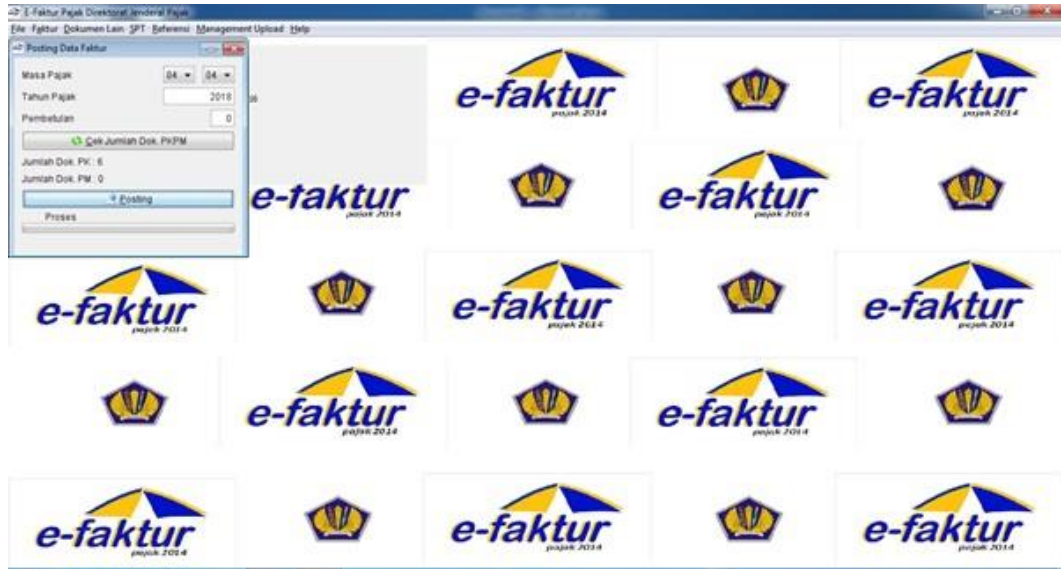 E-Faktur Pajak Direktorat Jenderal Pajak
File Faktur Dokumen Lain SPT Referensi Management Upload Help
Posting Data Faktur
Masa Pajak 04 04
Tahun Pajak 2018
Pembetulan 0
Cek Jumlah Dok. PKPM
Jumlah Dok. PK : 6
Jumlah Dok. PM : 0
Posting
Proses
e-faktur
pajak 2014
e-faktur
pajak 2014
e-faktur
pajak 2014
e-faktur
pajak 2014
e-faktur
pajak 2014
e-faktur
pajak 2014
e-faktur
pajak 2014
e-faktur
pajak 2014
e-faktur
pajak 2014
e-faktur
pajak 2014
e-faktur
pajak 2014
e-faktur
pajak 2014